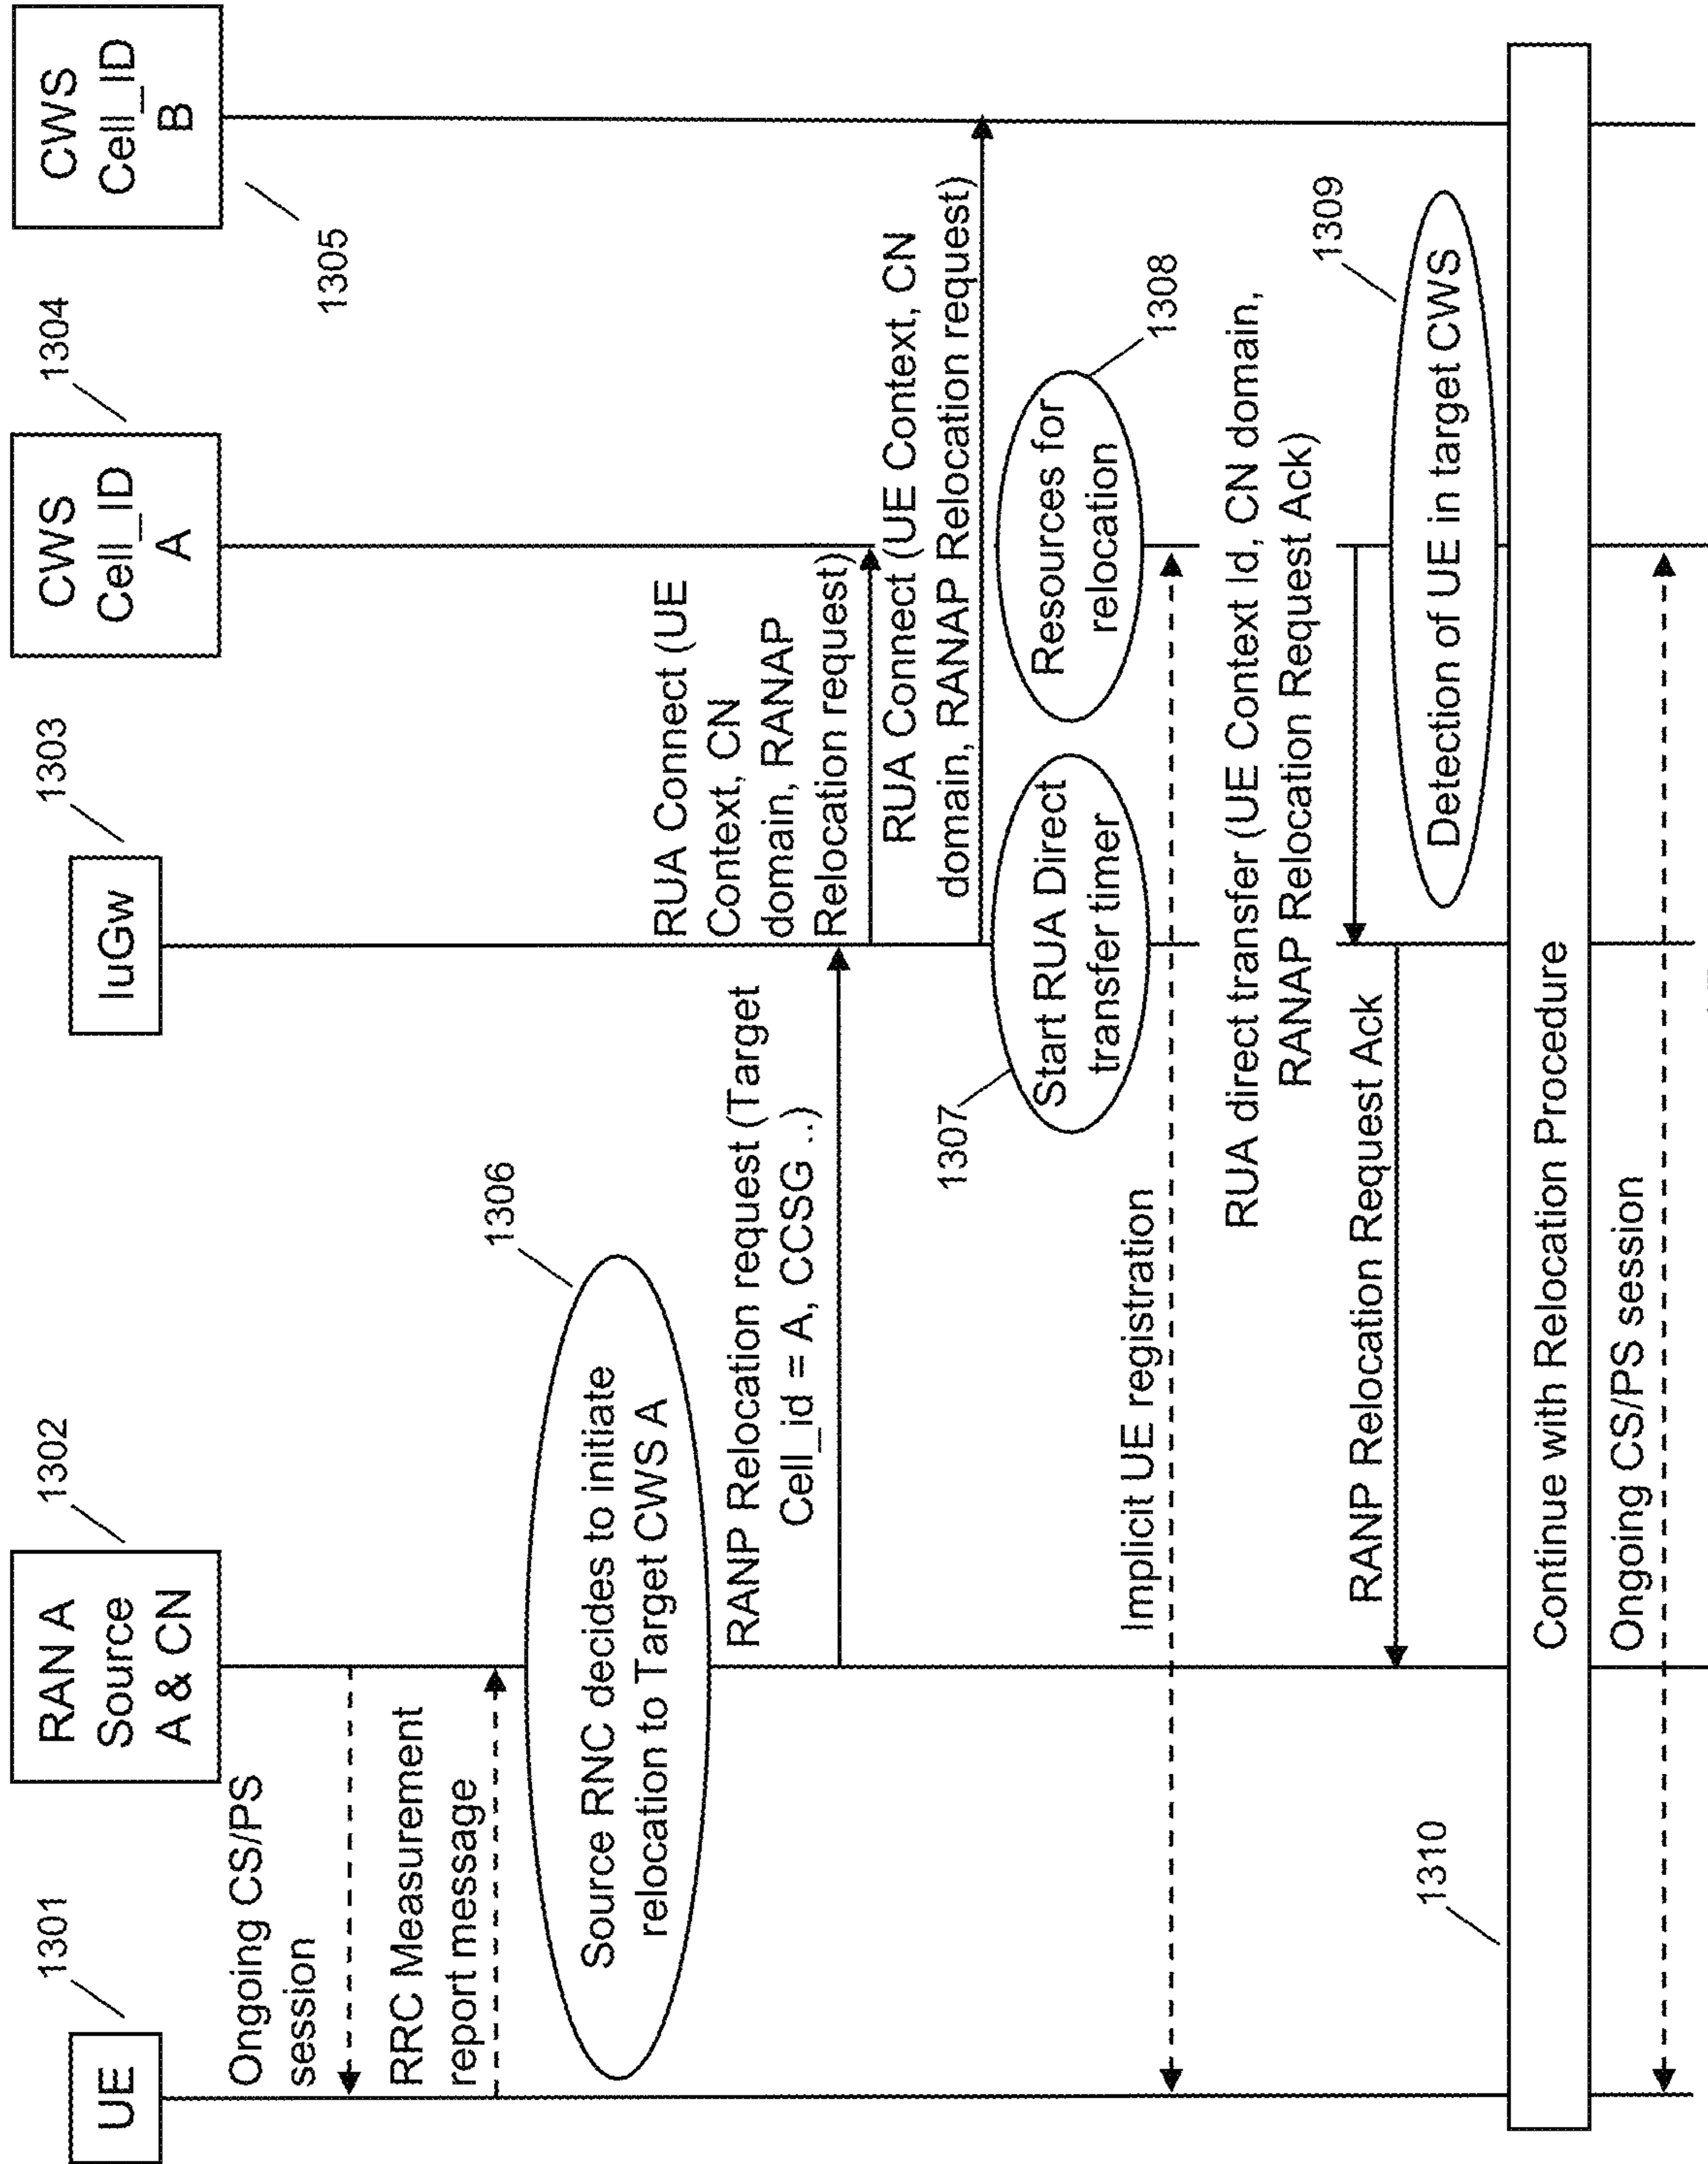 UE
1301
RAN A
Source
A & CN
1302
IuGw
1303
CWS
Cell_ID
A
1304
CWS
Cell_ID
B
1305
Ongoing CS/PS
session
RRC Measurement
report message
Source RNC decides to initiate
relocation to Target CWS A
1306
RANP Relocation request (Target
Cell_id = A, CCSG ..)
RUA Connect (UE
Context, CN
domain, RANAP
Relocation request)
RUA Connect (UE Context, CN
domain, RANAP Relocation request)
Start RUA Direct
transfer timer
1307
Resources for
relocation
1308
Implicit UE registration
RUA direct transfer (UE Context Id, CN domain,
RANAP Relocation Request Ack)
RANP Relocation Request Ack
Detection of UE in target CWS
1309
Continue with Relocation Procedure
1310
Ongoing CS/PS session